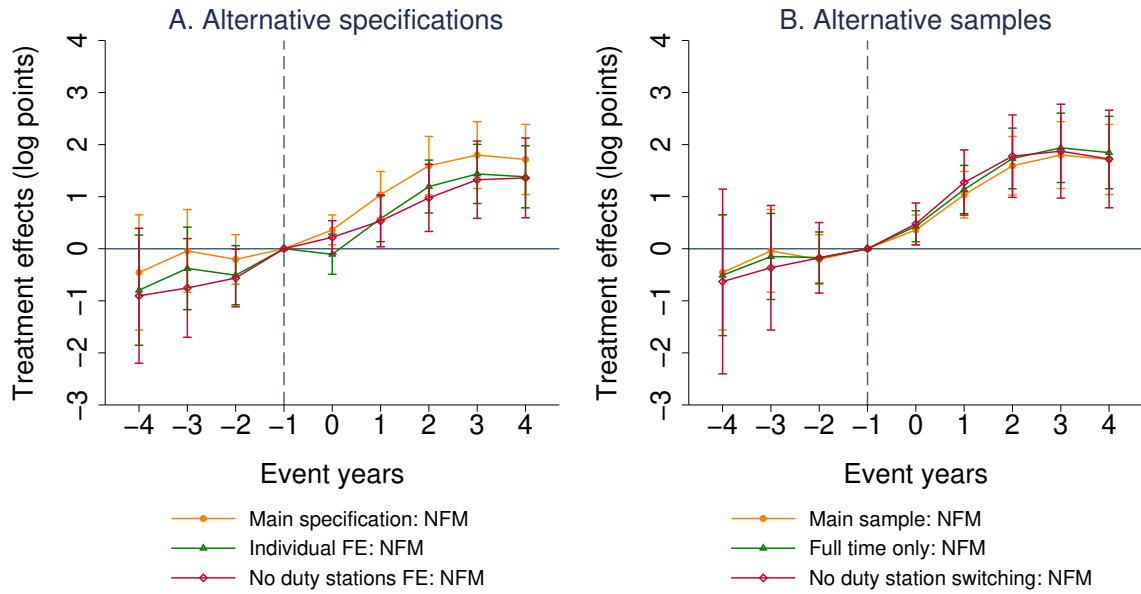 A. Alternative specifications
Treatment effects (log points)
4
3
2
1
0
−1
−2
−3
−4 −3 −2 −1 0 1 2 3 4
Event years
Main specification: NFM
Individual FE: NFM
No duty stations FE: NFM
B. Alternative samples
Treatment effects (log points)
4
3
2
1
0
−1
−2
−3
−4 −3 −2 −1 0 1 2 3 4
Event years
Main sample: NFM
Full time only: NFM
No duty station switching: NFM